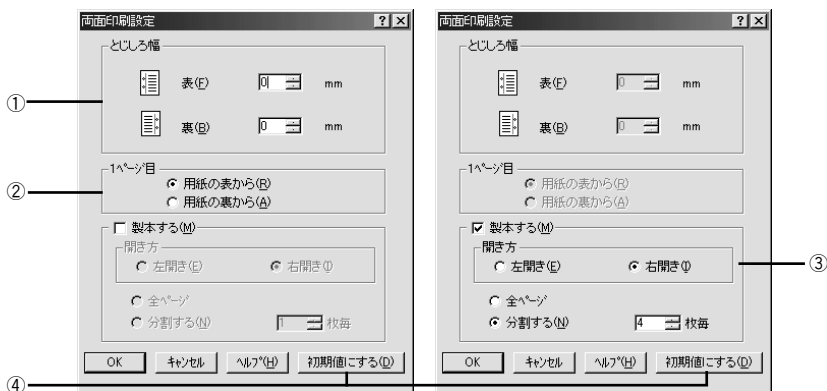 両面印刷設定
とじしろ幅
表(F) 0 mm
裏(B) 0 mm
1ページ目
用紙の表から(R)
用紙の裏から(A)
製本する(M)
開き方
左開き(E) 右開き(I)
全ページ
分割する(N) 1 枚毎
OK キャンセル ヘルプ(H) 初期値にする(D)
両面印刷設定
とじしろ幅
表(F) 0 mm
裏(B) 0 mm
1ページ目
用紙の表から(R)
用紙の裏から(A)
製本する(M)
開き方
左開き(E) 右開き(I)
全ページ
分割する(N) 4 枚毎
OK キャンセル ヘルプ(H) 初期値にする(D)
①
②
③
④